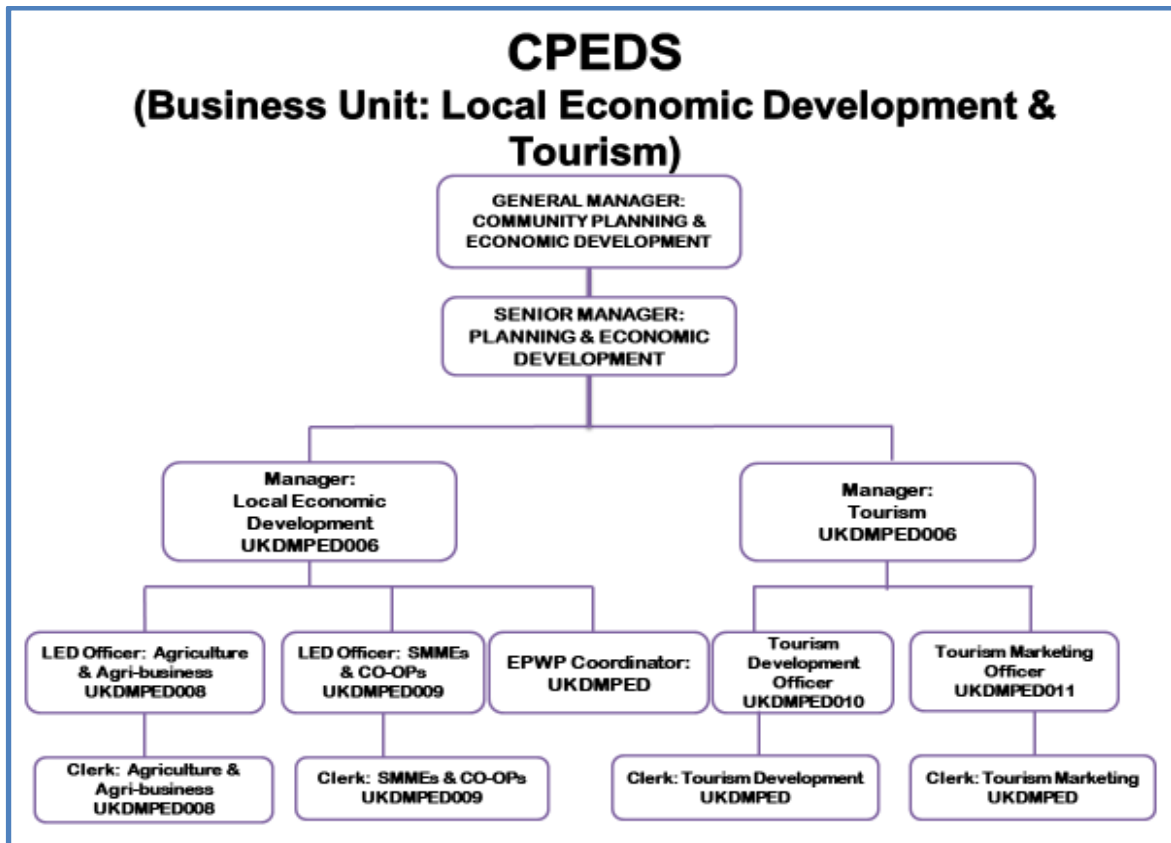 CPEDS
(Business Unit: Local Economic Development &
Tourism)
GENERAL MANAGER:
COMMUNITY PLANNING &
ECONOMIC DEVELOPMENT
SENIOR MANAGER:
PLANNING & ECONOMIC
DEVELOPMENT
Manager:
Local Economic
Development
UKDMPED006
Manager:
Tourism
UKDMPED006
LED Officer: Agriculture
& Agri-business
UKDMPED008
LED Officer: SMMEs
& CO-OPs
UKDMPED009
EPWP Coordinator:
UKDMPED
Tourism
Development
Officer
UKDMPED010
Tourism Marketing
Officer
UKDMPED011
Clerk: Agriculture &
Agri-business
UKDMPED008
Clerk: SMMEs & CO-OPs
UKDMPED009
Clerk: Tourism Development
UKDMPED
Clerk: Tourism Marketing
UKDMPED